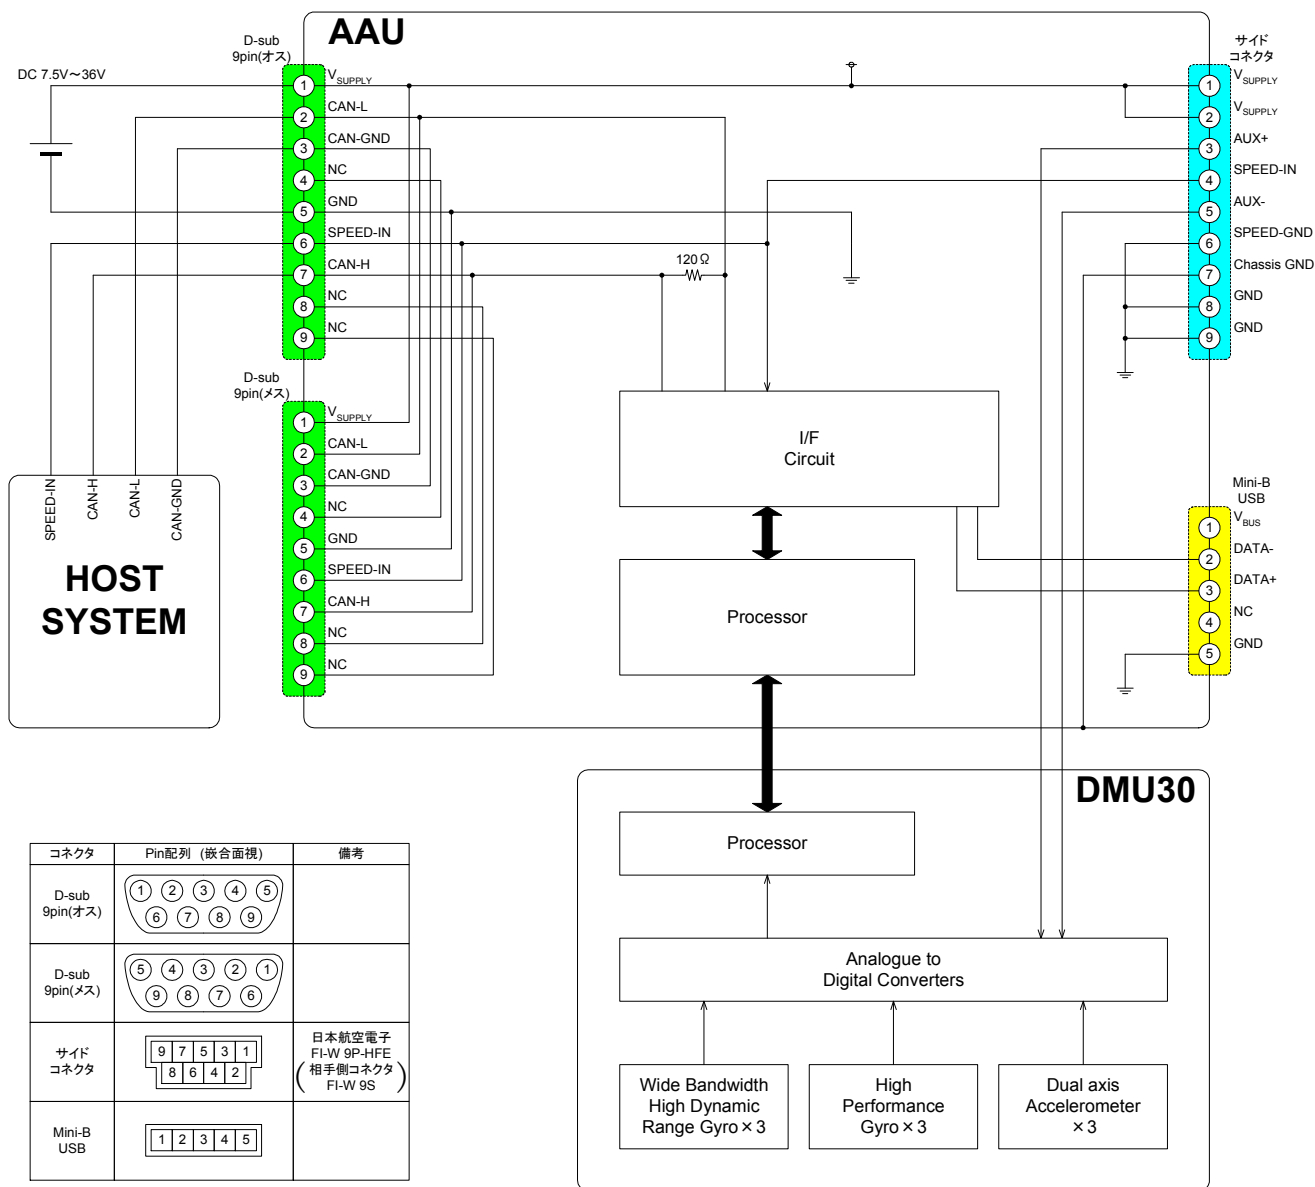 AAU
D-sub
9pin(オス)
DC 7.5V～36V
1 VSUPPLY
2 CAN-L
3 CAN-GND
4 NC
5 GND
6 SPEED-IN
7 CAN-H
8 NC
9 NC
120Ω
サイド
コネクタ
1 VSUPPLY
2 VSUPPLY
3 AUX+
4 SPEED-IN
5 AUX-
6 SPEED-GND
7 Chassis GND
8 GND
9 GND
D-sub
9pin(メス)
1 VSUPPLY
2 CAN-L
3 CAN-GND
4 NC
5 GND
6 SPEED-IN
7 CAN-H
8 NC
9 NC
I/F
Circuit
Processor
Mini-B
USB
1 VBUS
2 DATA-
3 DATA+
4 NC
5 GND
SPEED-IN
CAN-H
CAN-L
CAN-GND
HOST
SYSTEM
DMU30
Processor
Analogue to
Digital Converters
Wide Bandwidth
High Dynamic
Range Gyro×3
High
Performance
Gyro×3
Dual axis
Accelerometer
×3
コネクタ Pin配列 (嵌合面視) 備考
D-sub
9pin(オス)
1 2 3 4 5
6 7 8 9
D-sub
9pin(メス)
5 4 3 2 1
9 8 7 6
サイド
コネクタ
9 7 5 3 1
8 6 4 2
日本航空電子
FI-W 9P-HFE
(相手側コネクタ
FI-W 9S)
Mini-B
USB
1 2 3 4 5